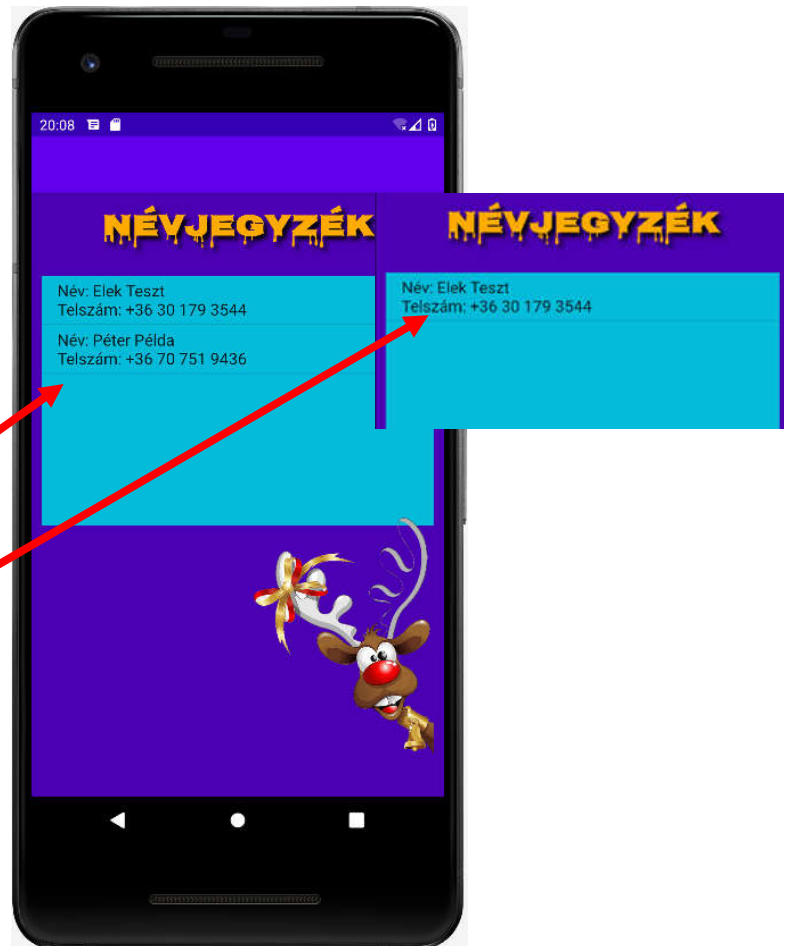 20:08
NÉVJEGYZÉK
Név: Elek Teszt
Telszám: +36 30 179 3544
Név: Péter Példa
Telszám: +36 70 751 9436
NÉVJEGYZÉK
Név: Elek Teszt
Telszám: +36 30 179 3544